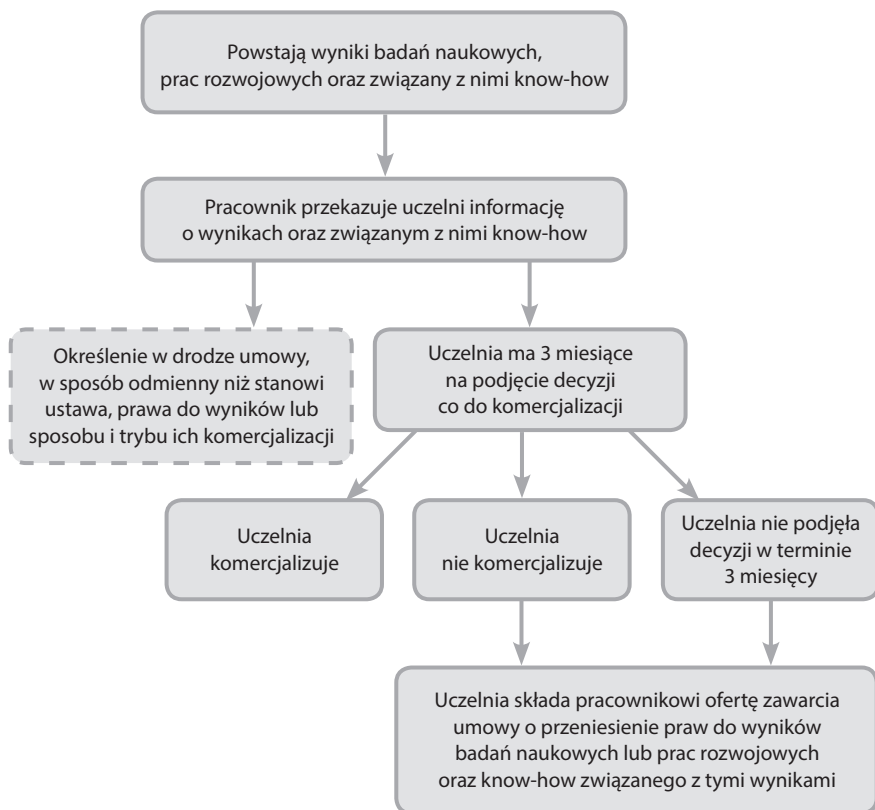 Powstają wyniki badań naukowych,
prac rozwojowych oraz związany z nimi know-how
Pracownik przekazuje uczelni informację
o wynikach oraz związanym z nimi know-how
Określenie w drodze umowy,
w sposób odmienny niż stanowi
ustawa, prawa do wyników lub
sposobu i trybu ich komercjalizacji
Uczelnia ma 3 miesiące
na podjęcie decyzji
co do komercjalizacji
Uczelnia
komercjalizuje
Uczelnia
nie komercjalizuje
Uczelnia nie podjęła
decyzji w terminie
3 miesięcy
Uczelnia składa pracownikowi ofertę zawarcia
umowy o przeniesienie praw do wyników
badań naukowych lub prac rozwojowych
oraz know-how związanego z tymi wynikami